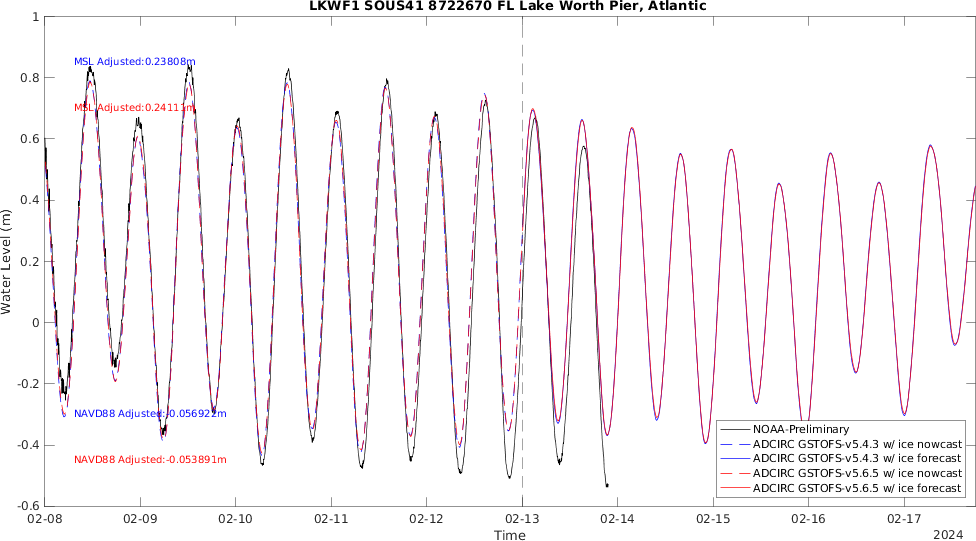 LKWF1 SOUS41 8722670 FL Lake Worth Pier, Atlantic
1
0.8
0.6
0.4
0.2
0
-0.2
-0.4
-0.6
Water Level (m)
MSL Adjusted:0.23808m
MSL Adjusted:0.24111m
NAVD88 Adjusted:-0.056922m
NAVD88 Adjusted:-0.053891m
NOAA-Preliminary
ADCIRC GSTOFS-v5.4.3 w/ ice nowcast
ADCIRC GSTOFS-v5.4.3 w/ ice forecast
ADCIRC GSTOFS-v5.6.5 w/ ice nowcast
ADCIRC GSTOFS-v5.6.5 w/ ice forecast
02-08 02-09 02-10 02-11 02-12 02-13 02-14 02-15 02-16 02-17
Time
2024